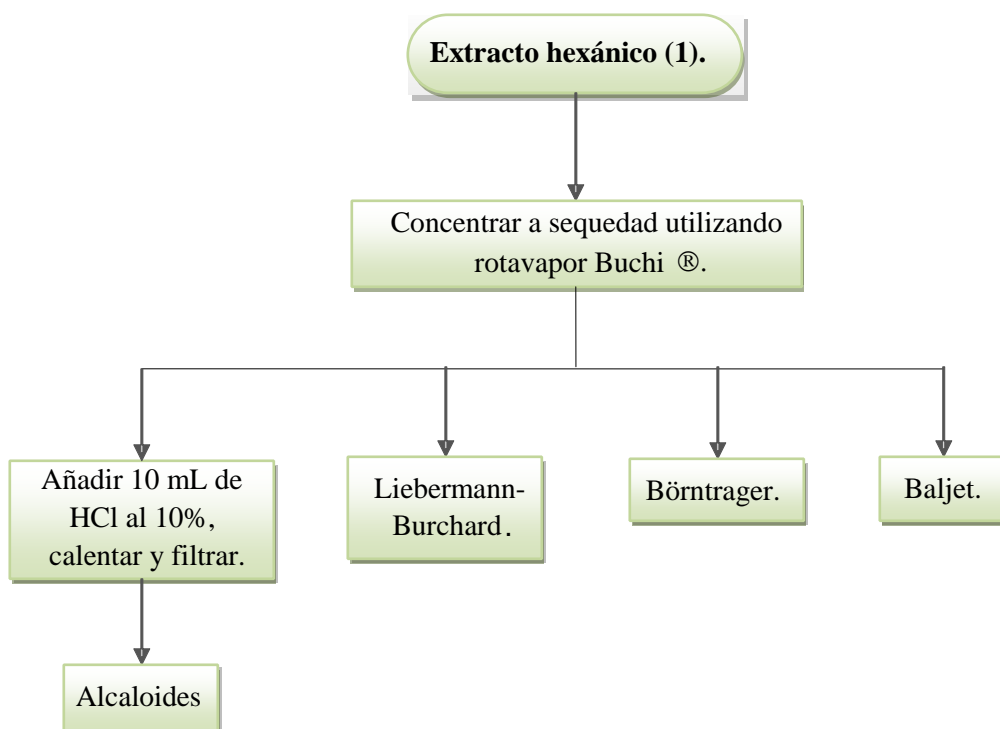 Extracto hexánico (1).
Concentrar a sequedad utilizando
rotavapor Buchi ®.
Añadir 10 mL de
HCl al 10%,
calentar y filtrar.
Liebermann-
Burchard.
Börntrager.
Baljet.
Alcaloides